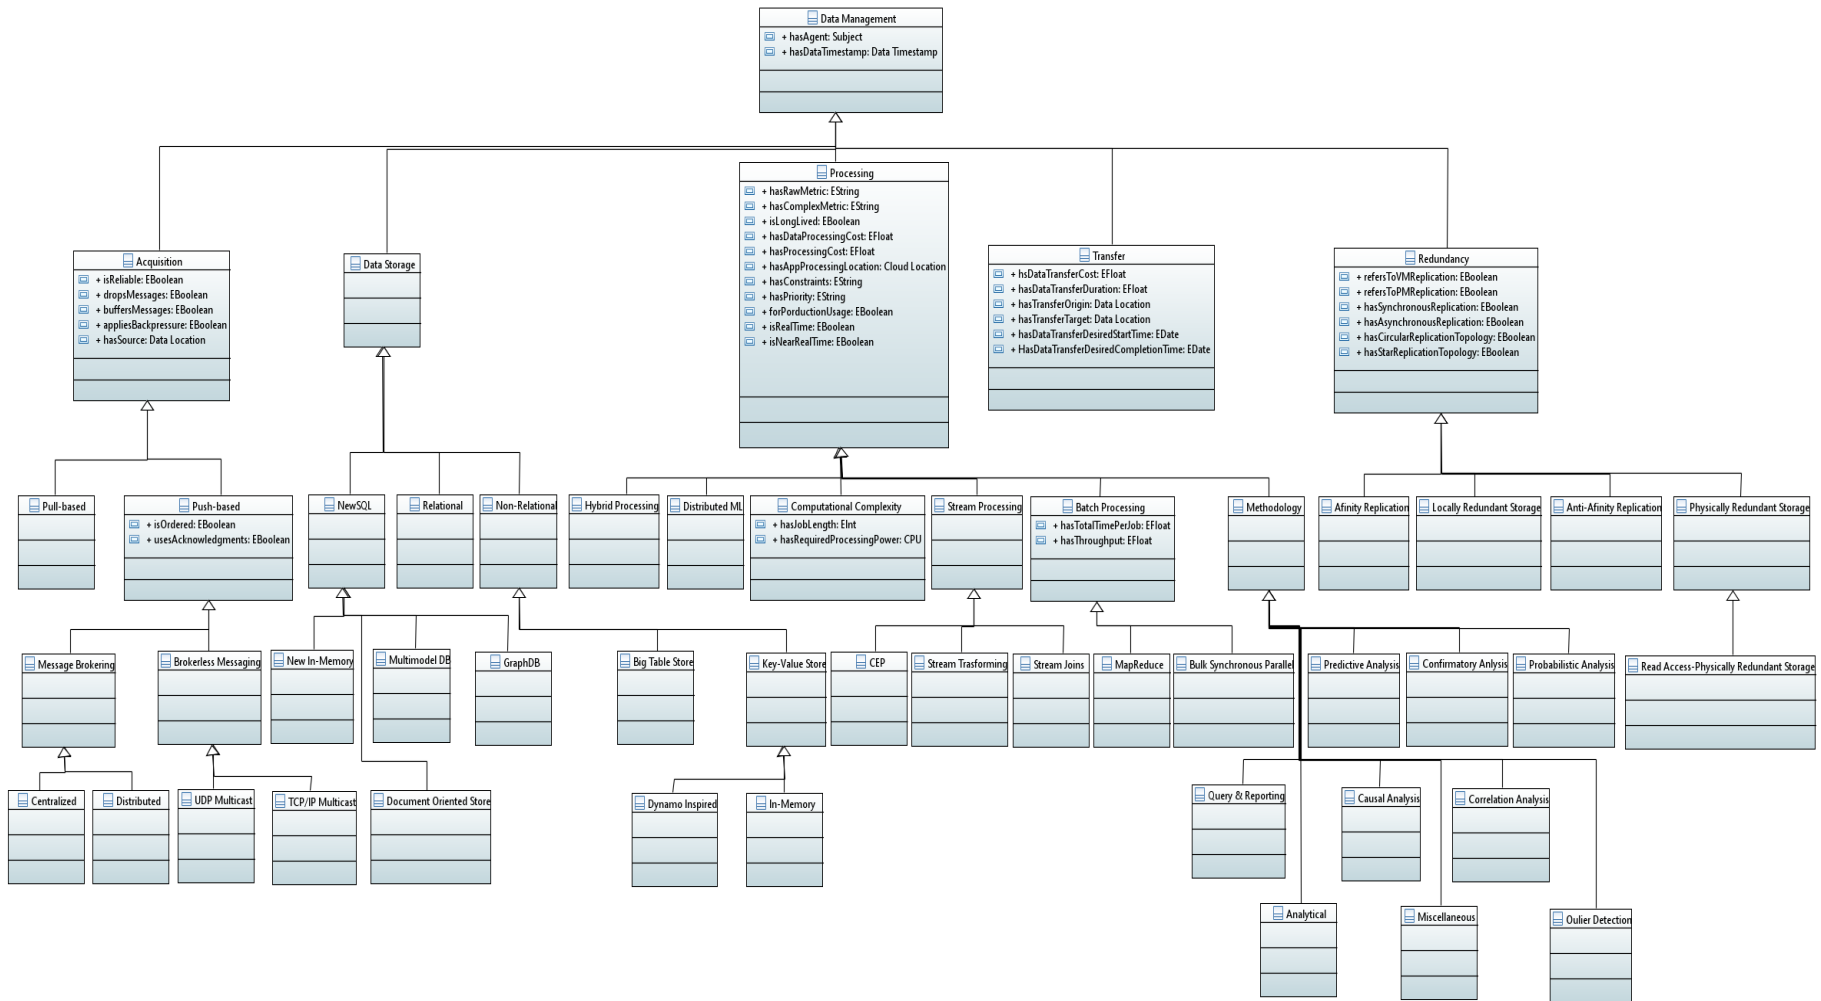 Data Management
+ hasAgent: Subject
+ hasDataTimestamp: Data Timestamp
Processing
+ hasRawMetric: EString
+ hasComplexMetric: EString
+ isLongLived: EBoolean
+ hasDataProcessingCost: EFloat
+ hasProcessingCost: EFloat
+ hasAppProcessingLocation: Cloud Location
+ hasConstraints: EString
+ hasPriority: EString
+ forPorductionUsage: EBoolean
+ isRealTime: EBoolean
+ isNearRealTime: EBoolean
Acquisition
+ isReliable: EBoolean
+ dropsMessages: EBoolean
+ buffersMessages: EBoolean
+ appliesBackpressure: EBoolean
+ hasSource: Data Location
Data Storage
Transfer
+ hsDataTransferCost: EFloat
+ hasDataTransferDuration: EFloat
+ hasTransferOrigin: Data Location
+ hasTransferTarget: Data Location
+ hasDataTransferDesiredStartTime: EDate
+ HasDataTransferDesiredCompletionTime: EDate
Redundancy
+ refersToVMReplication: EBoolean
+ refersToPMReplication: EBoolean
+ hasSynchronousReplication: EBoolean
+ hasAsynchronousReplication: EBoolean
+ hasCircularReplicationTopology: EBoolean
+ hasStarReplicationTopology: EBoolean
Pull-based
Push-based
+ isOrdered: EBoolean
+ usesAcknowledgments: EBoolean
NewSQL
Relational
Non-Relational
Hybrid Processing
Distributed ML
Computational Complexity
+ hasJobLength: EInt
+ hasRequiredProcessingPower: CPU
Stream Processing
Batch Processing
+ hasTotalTimePerJob: EFloat
+ hasThroughput: EFloat
Methodology
Afinity Replication
Locally Redundant Storage
Anti-Afinity Replication
Physically Redundant Storage
Message Brokering
Brokerless Messaging
New In-Memory
Multimodel DB
GraphDB
Big Table Store
Key-Value Store
CEP
Stream Trasforming
Stream Joins
MapReduce
Bulk Synchronous Parallel
Predictive Analysis
Confirmatory Anlysis
Probabilistic Analysis
Read Access-Physically Redundant Storage
Centralized
Distributed
UDP Multicast
TCP/IP Multicast
Document Oriented Store
Dynamo Inspired
In-Memory
Query & Reporting
Causal Analysis
Correlation Analysis
Analytical
Miscellaneous
Oulier Detection